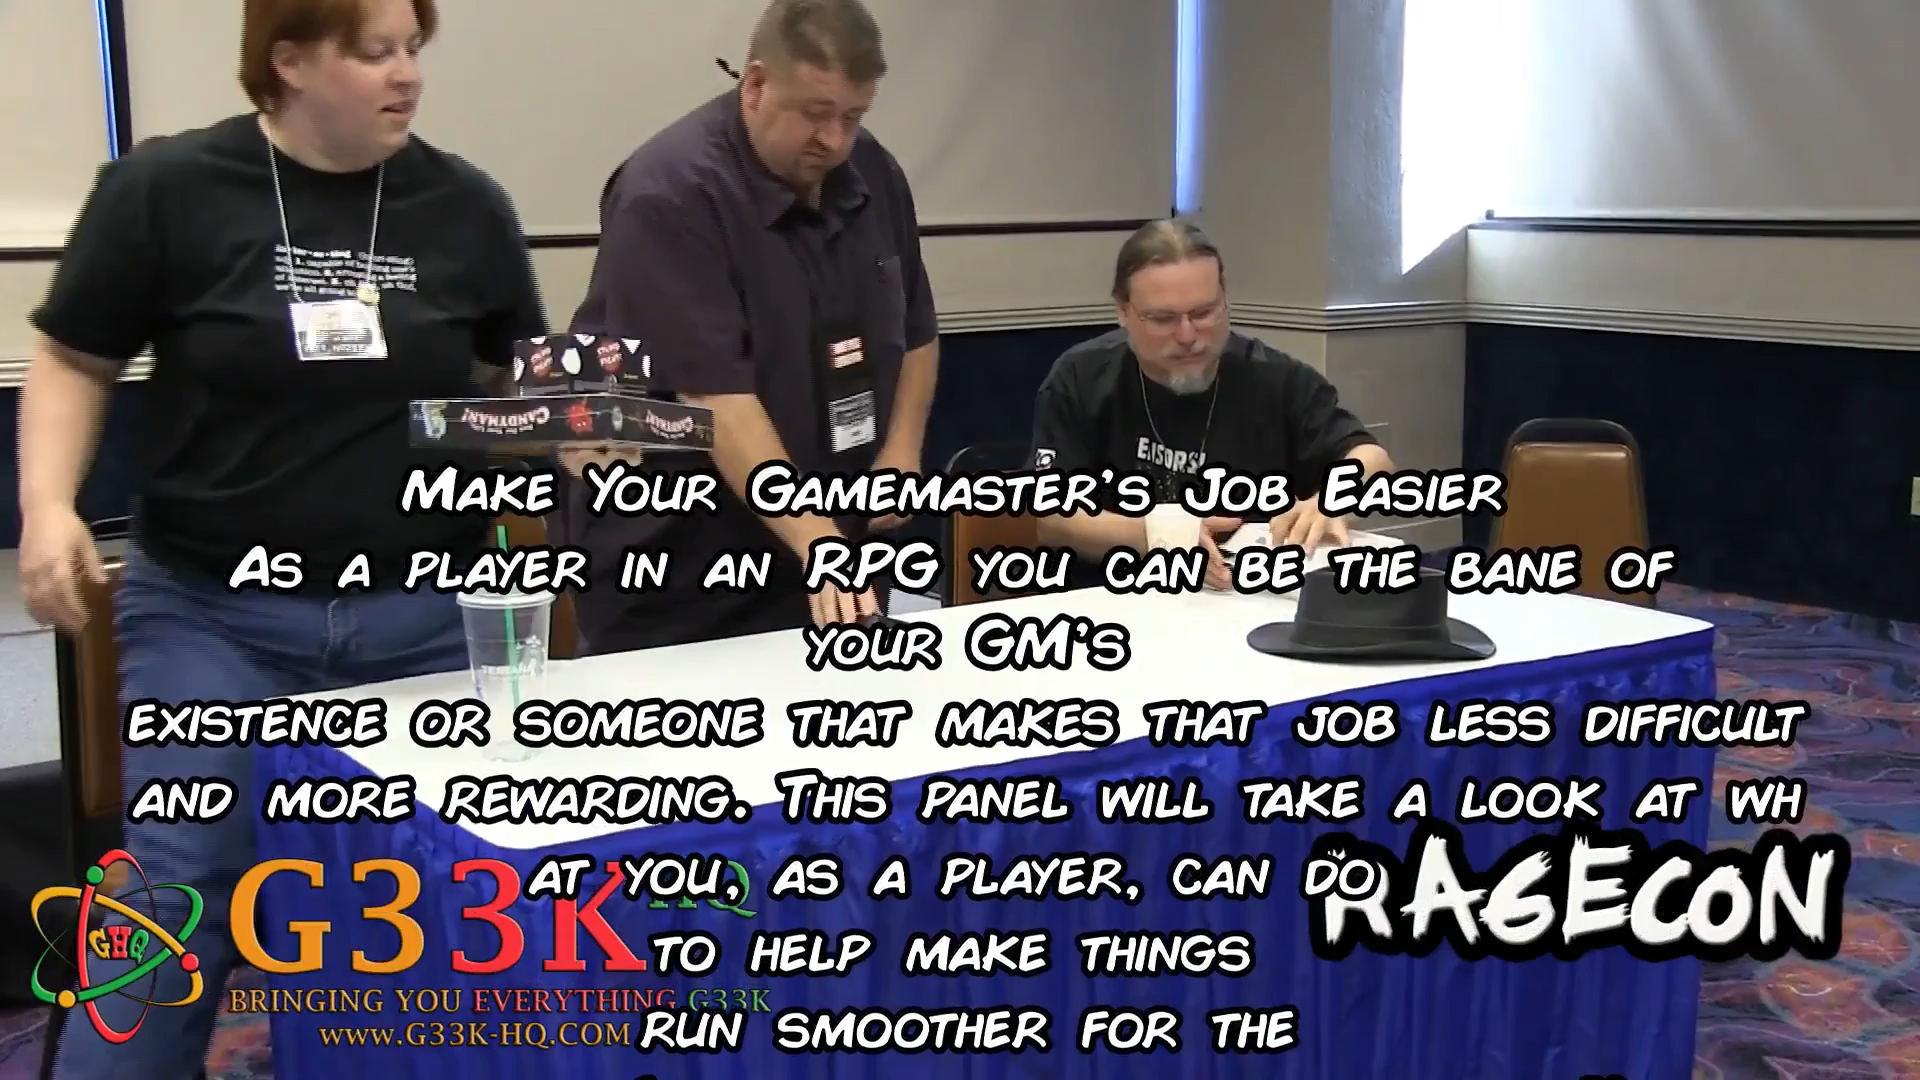 CANDYMAN!
CANDYMAN!
Make Your Gamemaster's Job Easier
As a player in an RPG you can be the bane of
your GM's
existence or someone that makes that job less difficult
and more rewarding. This panel will take a look at wh
at you, as a player, can do
to help make things
run smoother for the
GHQ
G33K HQ
BRINGING YOU EVERYTHING G33K
WWW.G33K-HQ.COM
RAGECON